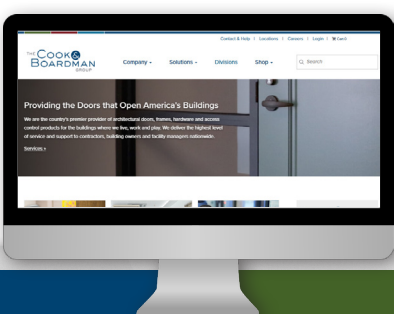 Contact & Help | Locations | Careers | Login | Cart 0
THE COOK & BOARDMAN GROUP
Company Solutions Divisions Shop Search
Providing the Doors that Open America's Buildings
We are the country's premier provider of architectural doors, frames, hardware and access
control products for the buildings where we live, work and play. We deliver the highest level
of service and support to contractors, building owners and facility managers nationwide.
Services »